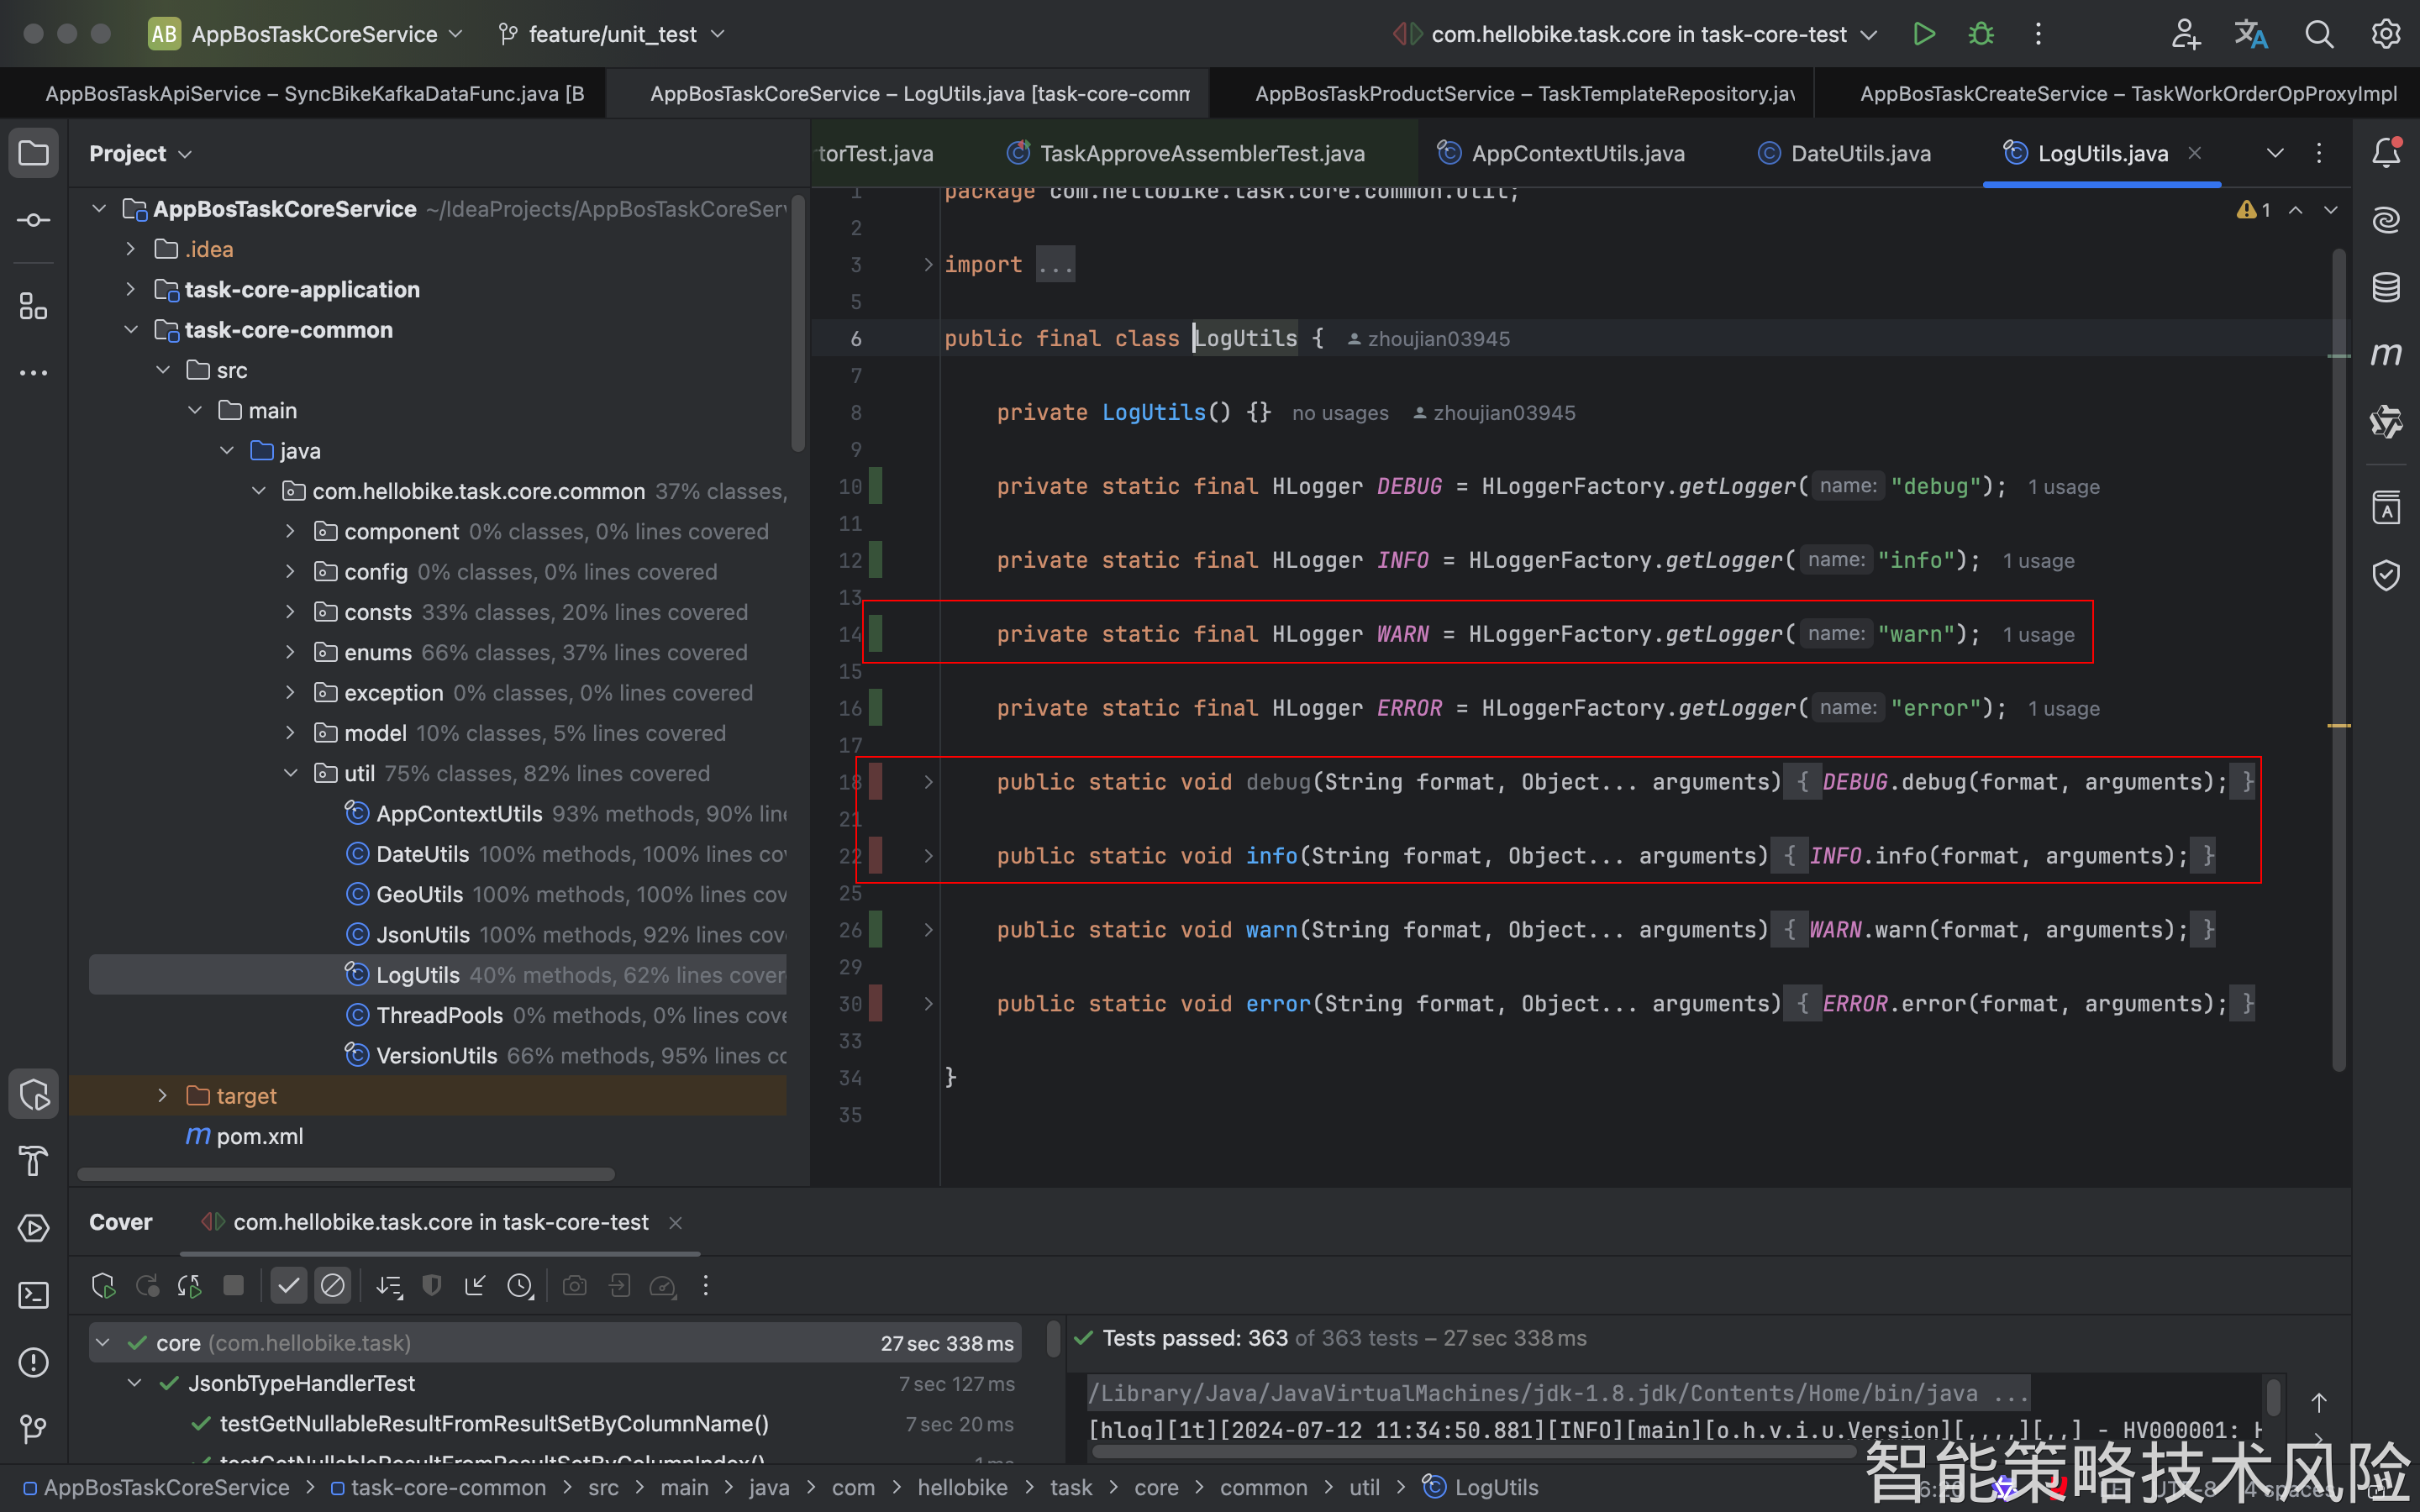 AB AppBosTaskCoreService feature/unit_test com.hellobike.task.core in task-core-test
AppBosTaskApiService – SyncBikeKafkaDataFunc.java [B
AppBosTaskCoreService – LogUtils.java [task-core-comm
AppBosTaskProductService – TaskTemplateRepository.jav
AppBosTaskCreateService – TaskWorkOrderOpProxyImpl
Project
AppBosTaskCoreService ~/IdeaProjects/AppBosTaskCoreSer
.idea
task-core-application
task-core-common
src
main
java
com.hellobike.task.core.common 37% classes,
component 0% classes, 0% lines covered
config 0% classes, 0% lines covered
consts 33% classes, 20% lines covered
enums 66% classes, 37% lines covered
exception 0% classes, 0% lines covered
model 10% classes, 5% lines covered
util 75% classes, 82% lines covered
AppContextUtils 93% methods, 90% line
DateUtils 100% methods, 100% lines co
GeoUtils 100% methods, 100% lines cov
JsonUtils 100% methods, 92% lines cov
LogUtils 40% methods, 62% lines cover
ThreadPools 0% methods, 0% lines cove
VersionUtils 66% methods, 95% lines co
target
m pom.xml
torTest.java TaskApproveAssemblerTest.java AppContextUtils.java DateUtils.java LogUtils.java
1
1 package com.hellobike.task.core.common.util;
2
3 import ...
5
6 public final class LogUtils { zhoujian03945
7
8 private LogUtils() {} no usages zhoujian03945
9
10 private static final HLogger DEBUG = HLoggerFactory.getLogger( name: "debug"); 1 usage
11
12 private static final HLogger INFO = HLoggerFactory.getLogger( name: "info"); 1 usage
13
14 private static final HLogger WARN = HLoggerFactory.getLogger( name: "warn"); 1 usage
15
16 private static final HLogger ERROR = HLoggerFactory.getLogger( name: "error"); 1 usage
17
18 public static void debug(String format, Object... arguments) { DEBUG.debug(format, arguments); }
21
22 public static void info(String format, Object... arguments) { INFO.info(format, arguments); }
25
26 public static void warn(String format, Object... arguments) { WARN.warn(format, arguments); }
29
30 public static void error(String format, Object... arguments) { ERROR.error(format, arguments); }
33
34 }
35
Cover com.hellobike.task.core in task-core-test
core (com.hellobike.task) 27 sec 338 ms
JsonbTypeHandlerTest 7 sec 127 ms
testGetNullableResultFromResultSetByColumnName() 7 sec 20 ms
testGetNullableResultFromResultSetByColumnIndex() 1 ms
Tests passed: 363 of 363 tests – 27 sec 338 ms
/Library/Java/JavaVirtualMachines/jdk-1.8.jdk/Contents/Home/bin/java ...
[hlog][1t][2024-07-12 11:34:50.881][INFO][main][o.h.v.i.u.Version][,,,,][,,] - HV000001: H
AppBosTaskCoreService > task-core-common > src > main > java > com > hellobike > task > core > common > util > LogUtils
4 spaces
智能策略技术风险